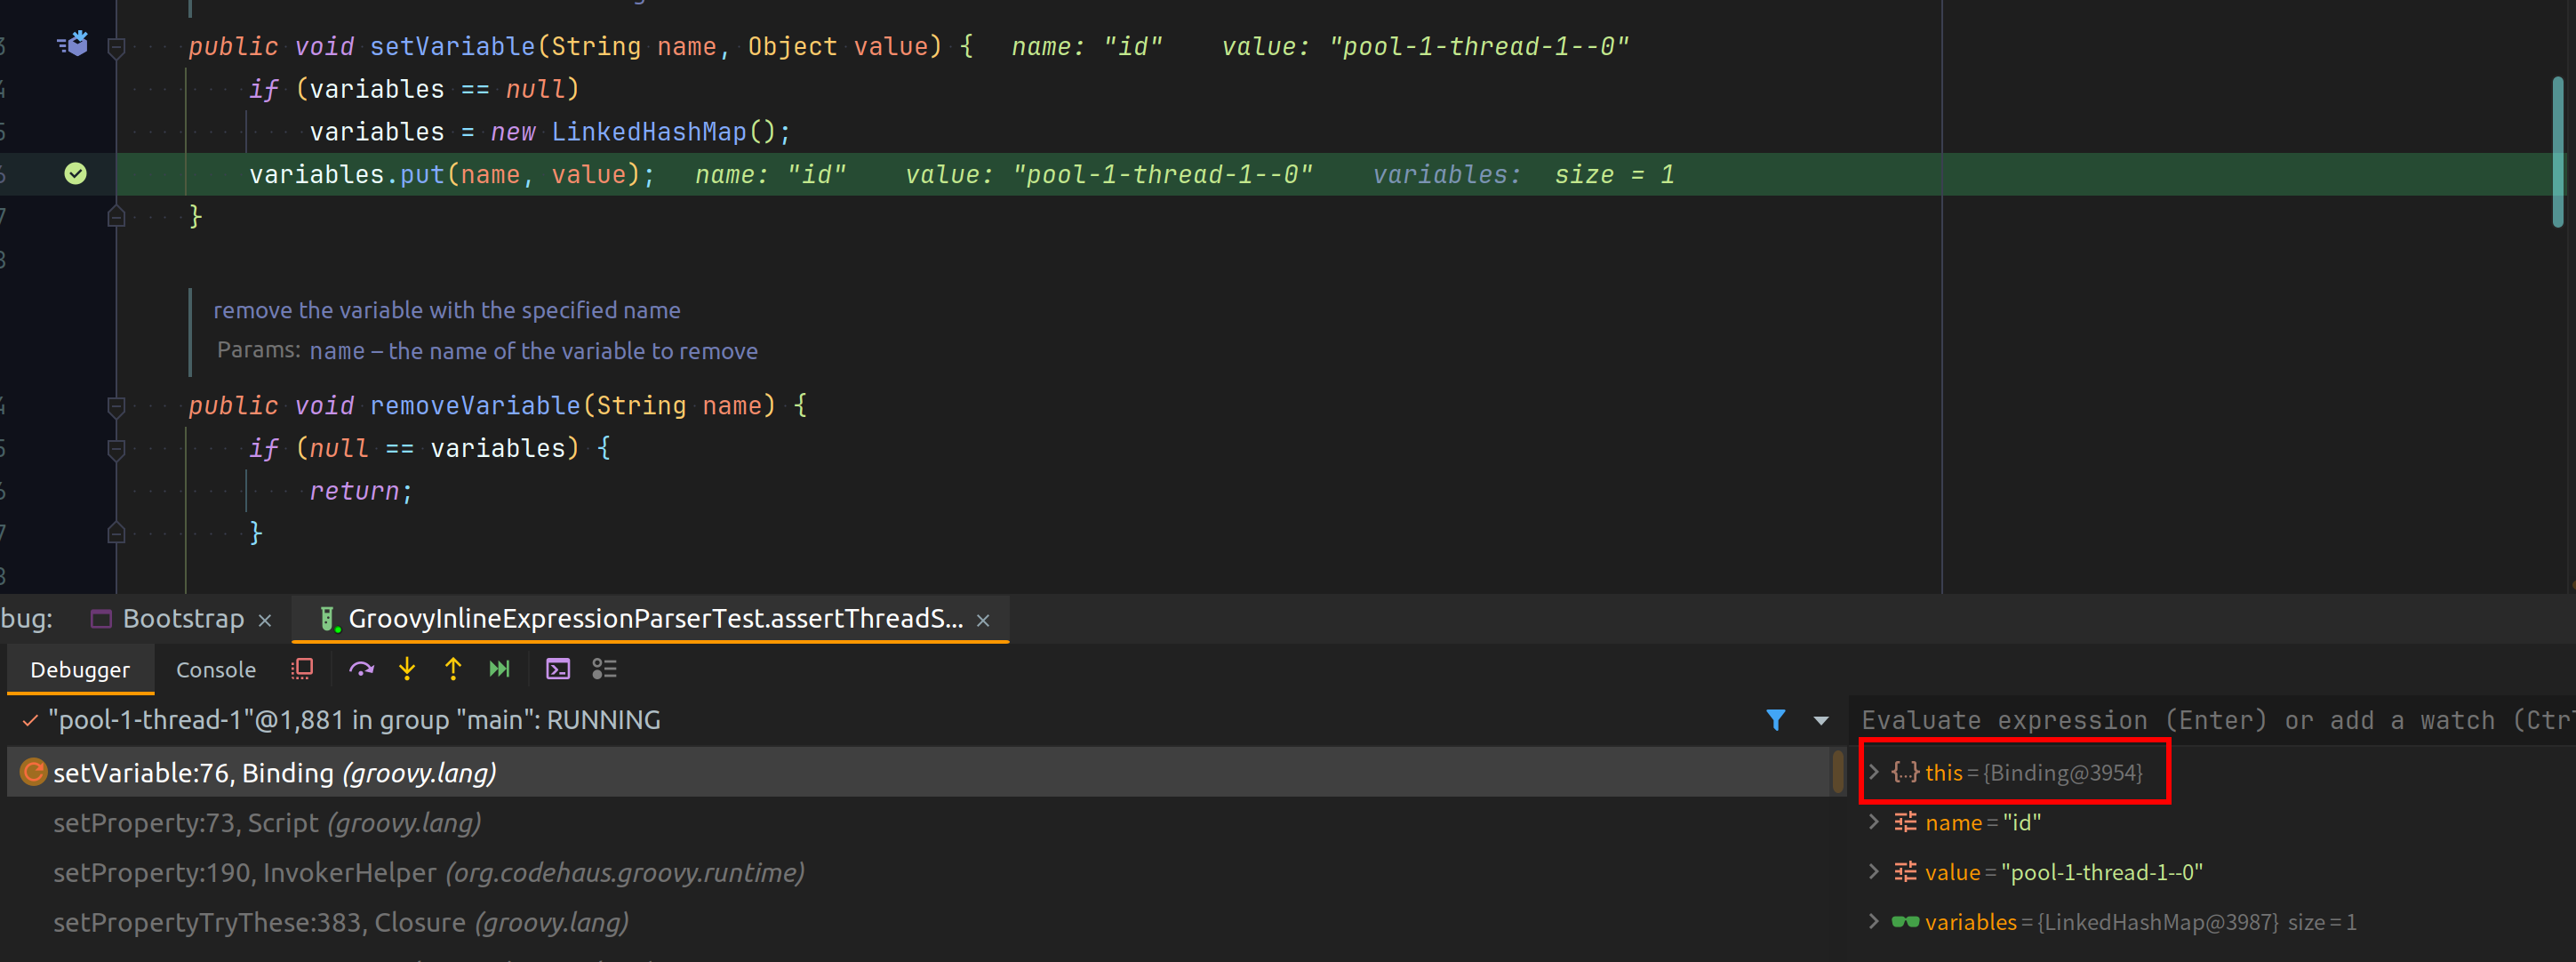 public void setVariable(String name, Object value) { name: "id" value: "pool-1-thread-1--0"
if (variables == null)
variables = new LinkedHashMap();
variables.put(name, value); name: "id" value: "pool-1-thread-1--0" variables: size = 1
}
remove the variable with the specified name
Params: name – the name of the variable to remove
public void removeVariable(String name) {
if (null == variables) {
return;
}
bug: Bootstrap × GroovyInlineExpressionParserTest.assertThreadS... ×
Debugger Console
"pool-1-thread-1"@1,881 in group "main": RUNNING
Evaluate expression (Enter) or add a watch (Ctr
setVariable:76, Binding (groovy.lang)
this = {Binding@3954}
setProperty:73, Script (groovy.lang)
name = "id"
setProperty:190, InvokerHelper (org.codehaus.groovy.runtime)
value = "pool-1-thread-1--0"
setPropertyTryThese:383, Closure (groovy.lang)
variables = {LinkedHashMap@3987} size = 1